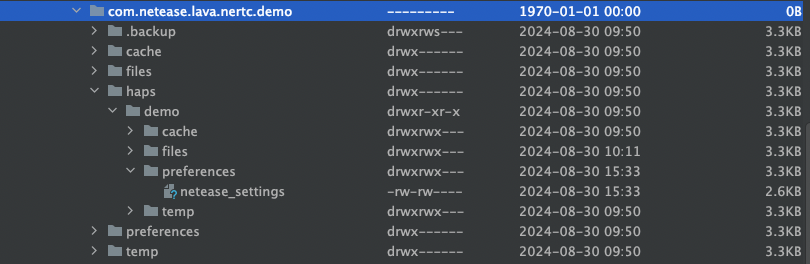 com.netease.lava.nertc.demo --------- 1970-01-01 00:00 0B
.backup drwxrws--- 2024-08-30 09:50 3.3KB
cache drwx------ 2024-08-30 09:50 3.3KB
files drwx------ 2024-08-30 09:50 3.3KB
haps drwx------ 2024-08-30 09:50 3.3KB
demo drwxr-xr-x 2024-08-30 09:50 3.3KB
cache drwxrwx--- 2024-08-30 09:50 3.3KB
files drwxrwx--- 2024-08-30 10:11 3.3KB
preferences drwxrwx--- 2024-08-30 15:33 3.3KB
netease_settings -rw-rw---- 2024-08-30 15:33 2.6KB
temp drwxrwx--- 2024-08-30 09:50 3.3KB
preferences drwx------ 2024-08-30 09:50 3.3KB
temp drwx------ 2024-08-30 09:50 3.3KB